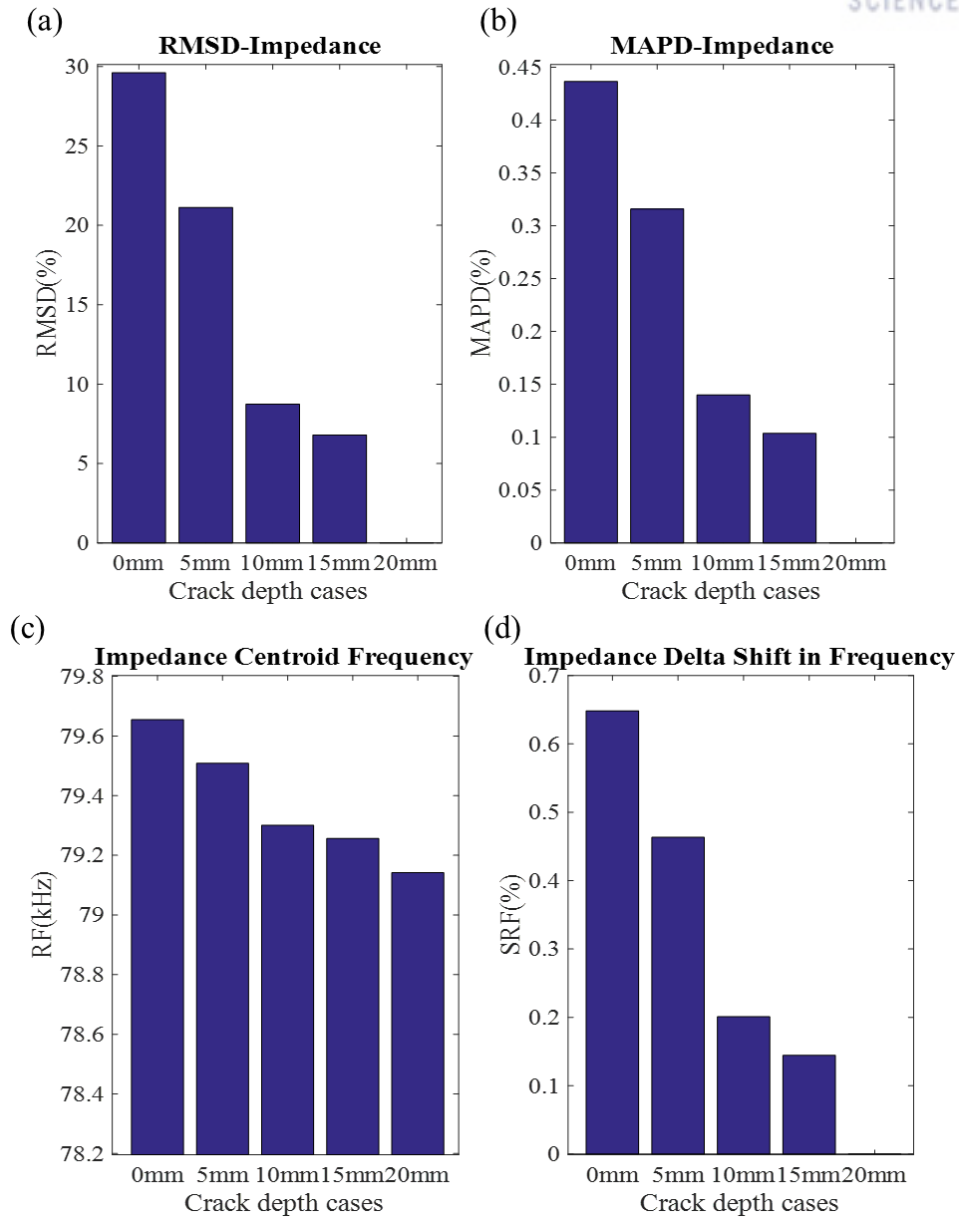 SCIENCE
(a)
RMSD-Impedance
30
25
20
15
10
5
0
RMSD(%)
0mm 5mm 10mm 15mm 20mm
Crack depth cases
(b)
MAPD-Impedance
0.45
0.4
0.35
0.3
0.25
0.2
0.15
0.1
0.05
0
MAPD(%)
0mm 5mm 10mm 15mm 20mm
Crack depth cases
(c)
Impedance Centroid Frequency
79.8
79.6
79.4
79.2
79
78.8
78.6
78.4
78.2
RF(kHz)
0mm 5mm 10mm 15mm 20mm
Crack depth cases
(d)
Impedance Delta Shift in Frequency
0.7
0.6
0.5
0.4
0.3
0.2
0.1
0
SRF(%)
0mm 5mm 10mm 15mm 20mm
Crack depth cases